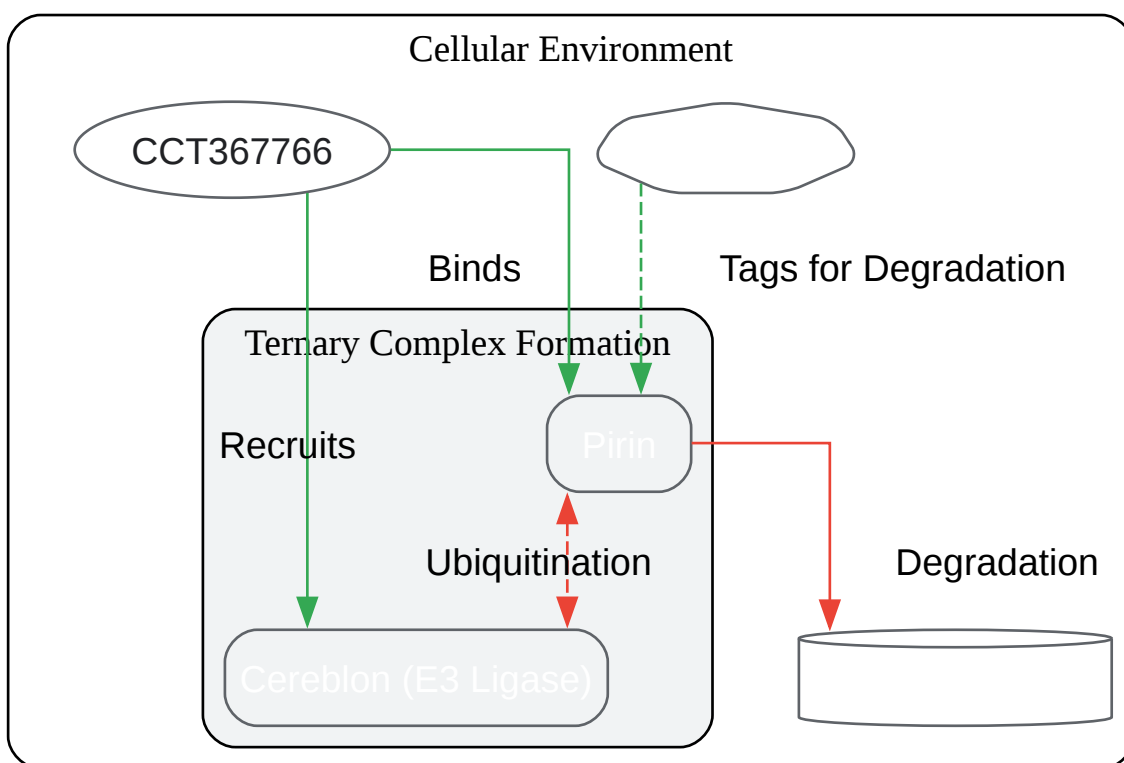 Cellular Environment
CCT367766
Binds
Tags for Degradation
Ternary Complex Formation
Recruits
Pirin
Ubiquitination
Degradation
Cereblon (E3 Ligase)